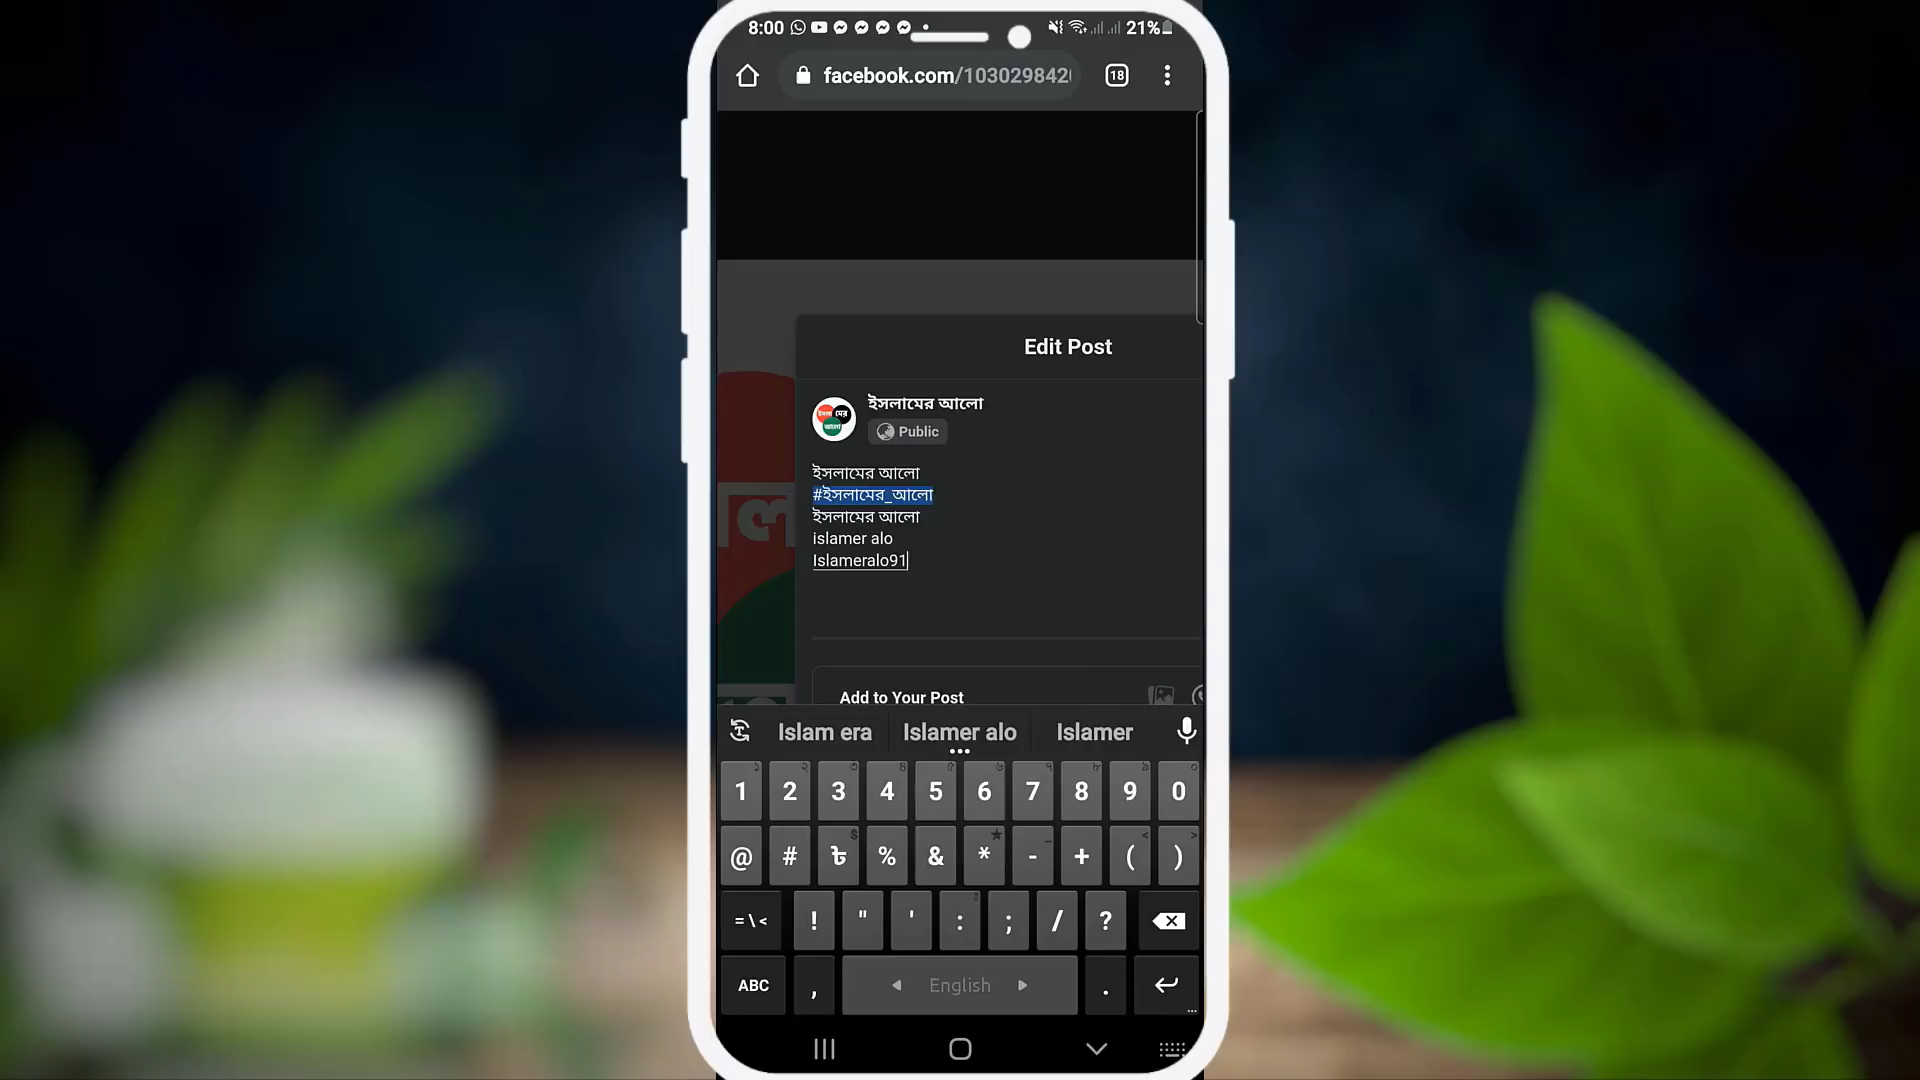 8:00 21%
facebook.com/1030298420 18
Edit Post
ইসলামের আলো
Public
ইসলামের আলো
#ইসলামের_আলো
ইসলামের আলো
islamer alo
Islameralo91
Add to Your Post
Islam era Islamer alo Islamer
1 2 3 4 5 6 7 8 9 0
@ # ৳ % & * - + ( )
=\< ! " ' : ; / ?
ABC , English .